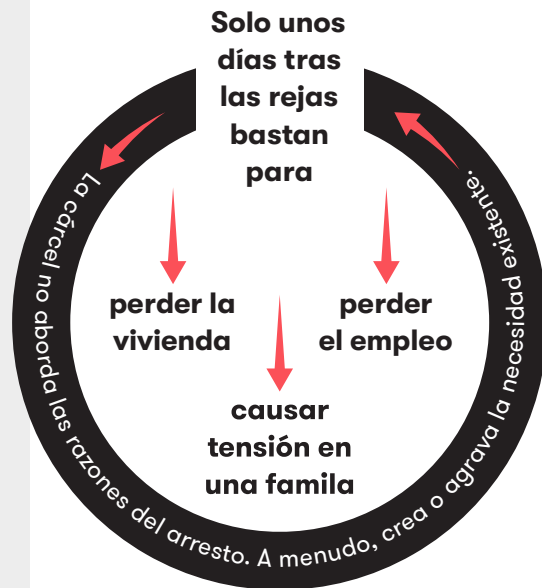 Solo unos
días tras
las rejas
bastan
para
perder la
vivienda
perder
el empleo
causar
tensión en
una famila
La cárcel no aborda las razones del arresto. A menudo, crea o agrava la necesidad existente.